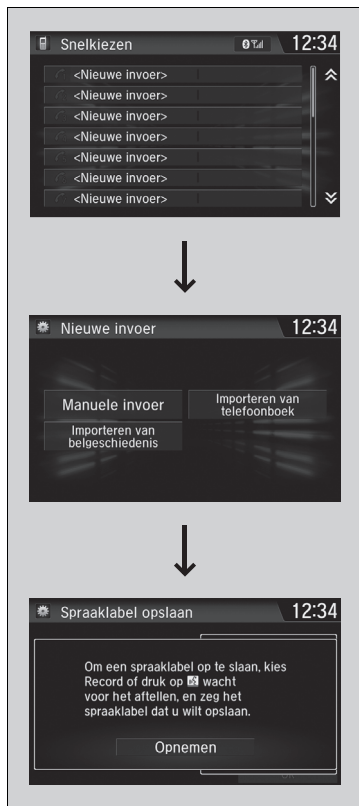 Snelkiezen 12:34
<Nieuwe invoer>
<Nieuwe invoer>
<Nieuwe invoer>
<Nieuwe invoer>
<Nieuwe invoer>
<Nieuwe invoer>
<Nieuwe invoer>
Nieuwe invoer 12:34
Manuele invoer
Importeren van
telefoonboek
Importeren van
belgeschiedenis
Spraaklabel opslaan 12:34
Om een spraaklabel op te slaan, kies
Record of druk op wacht
voor het aftellen, en zeg het
spraaklabel dat u wilt opslaan.
Opnemen